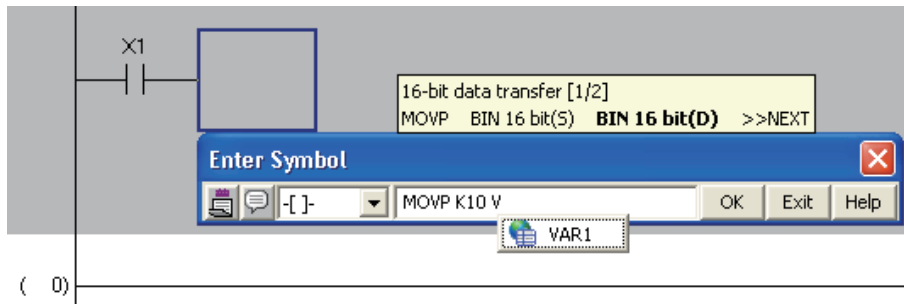 X1
16-bit data transfer [1/2]
MOVP BIN 16 bit(S) BIN 16 bit(D) >>NEXT
Enter Symbol
-[ ]- MOVP K10 V OK Exit Help
VAR1
( 0)